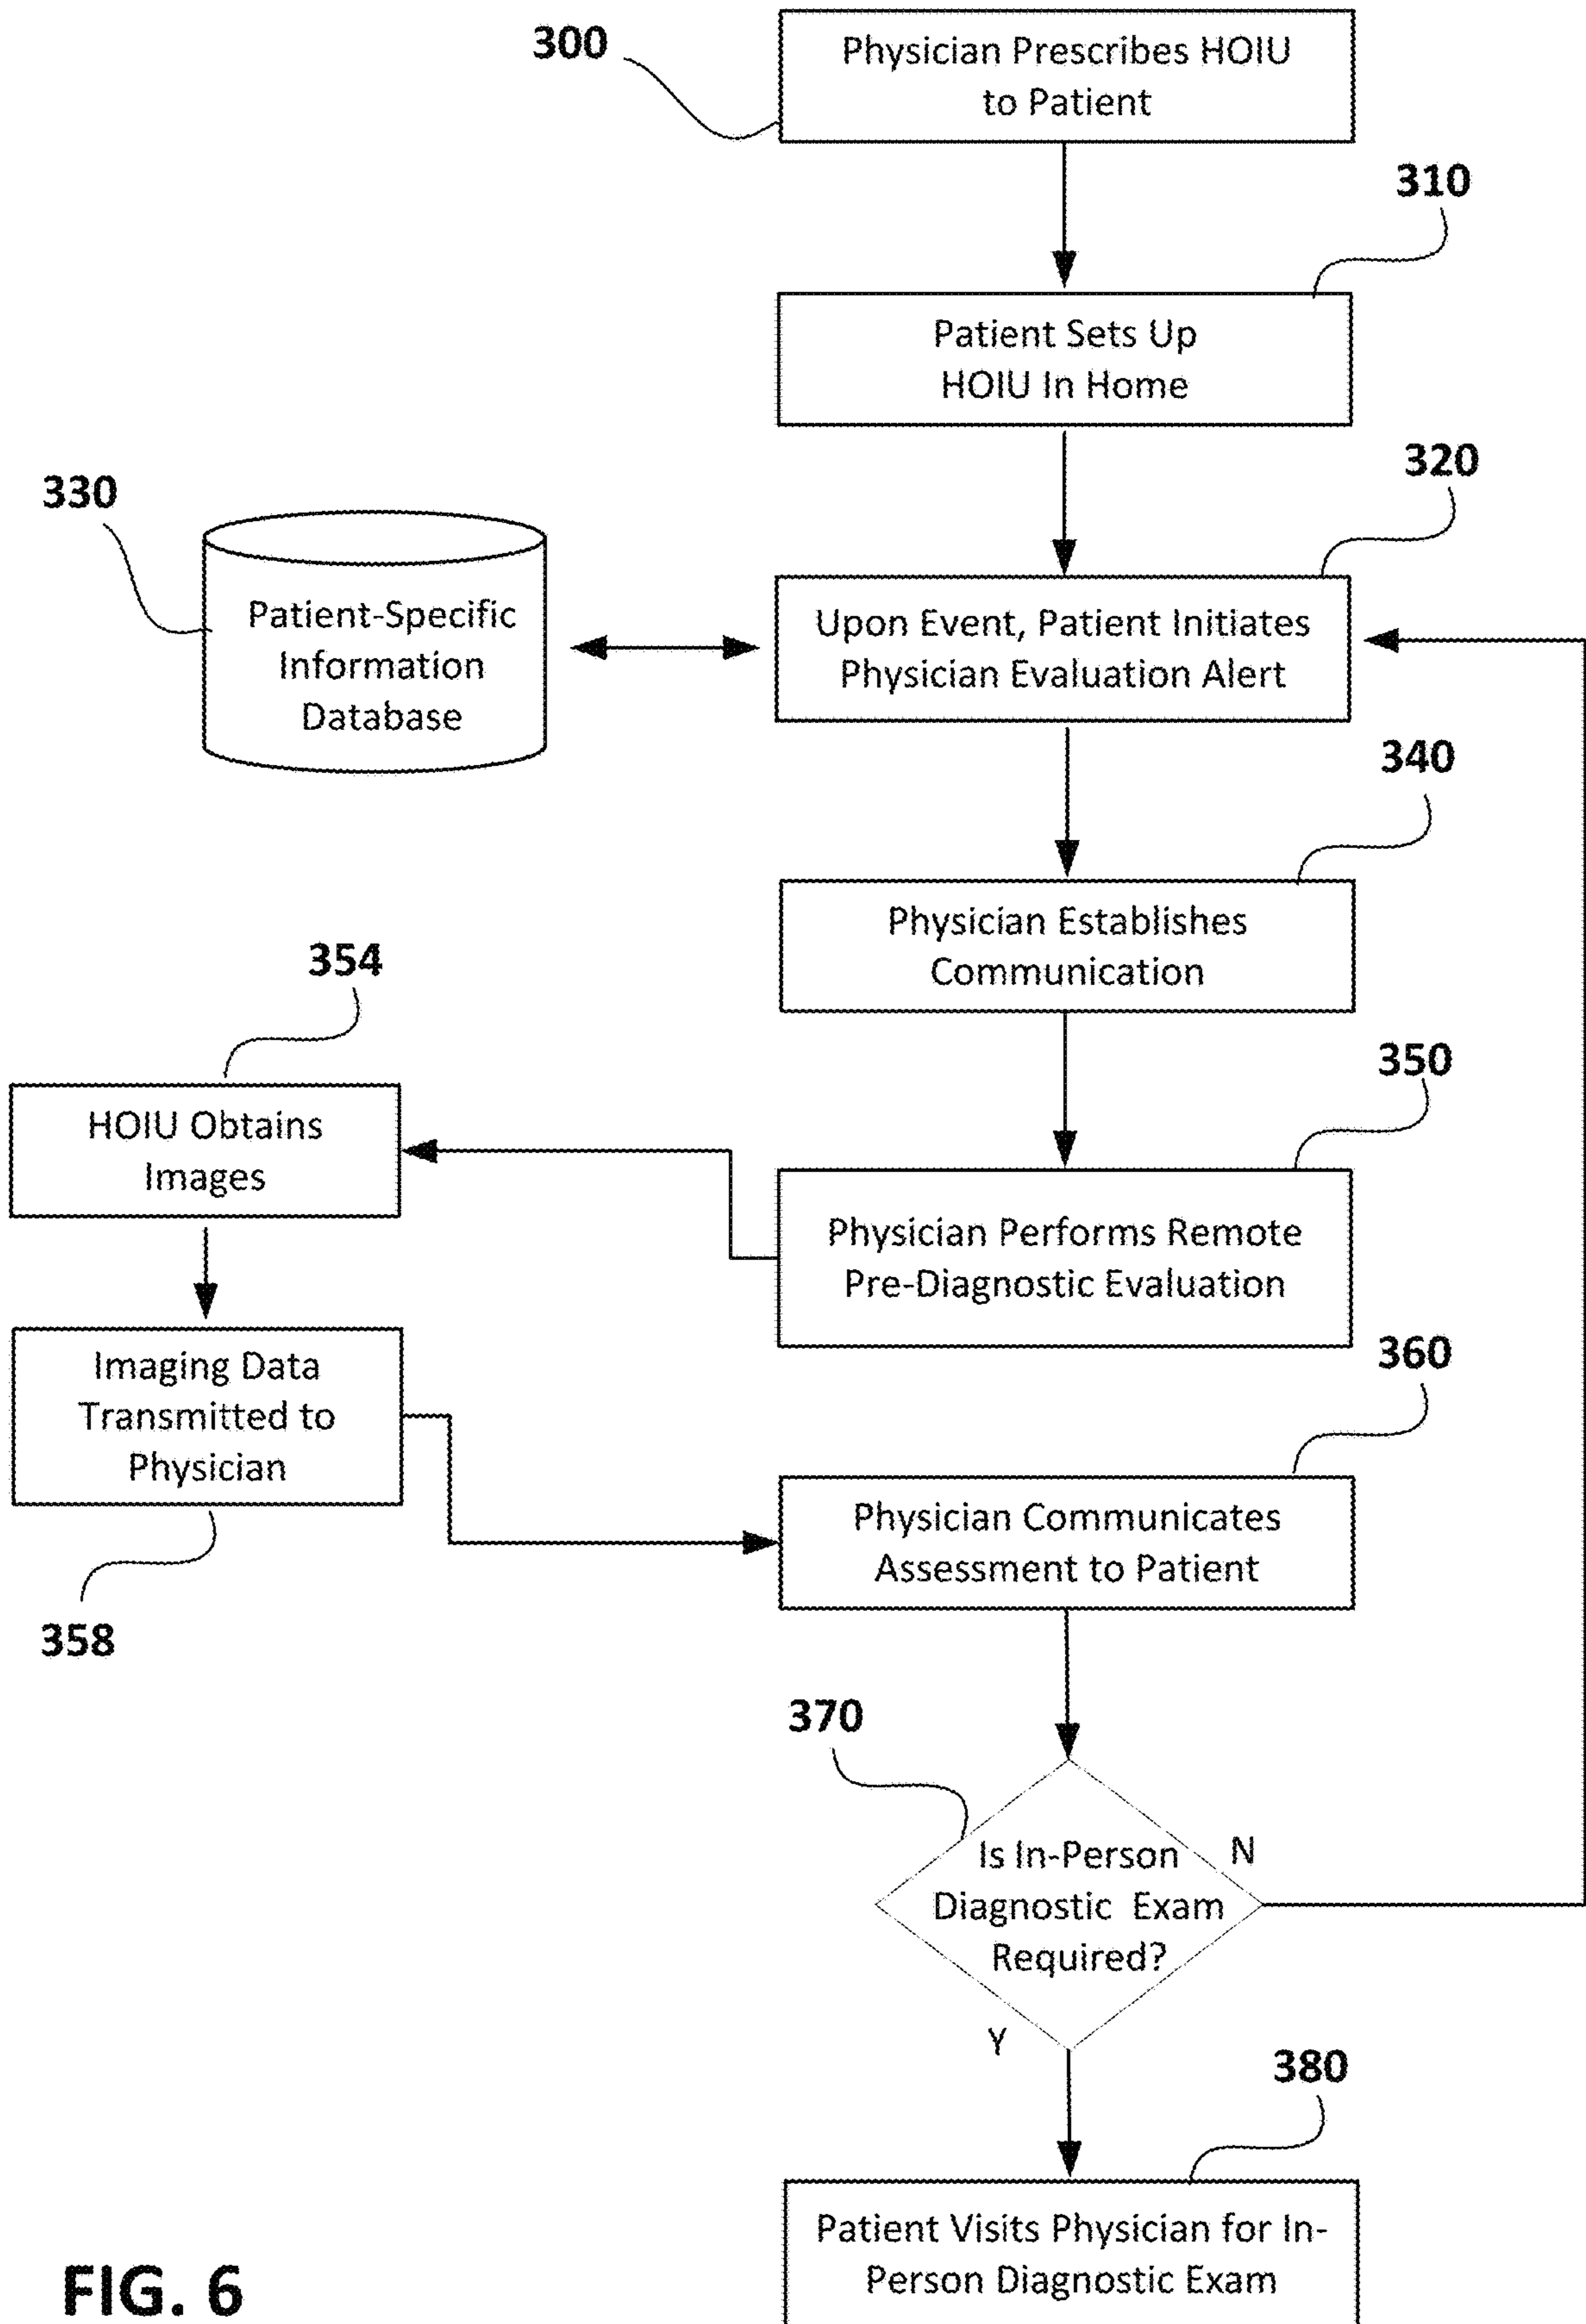 300
Physician Prescribes HOIU
to Patient
310
Patient Sets Up
HOIU In Home
320
330
Patient-Specific
Information
Database
Upon Event, Patient Initiates
Physician Evaluation Alert
340
Physician Establishes
Communication
354
350
HOIU Obtains
Images
Physician Performs Remote
Pre-Diagnostic Evaluation
360
Imaging Data
Transmitted to
Physician
358
Physician Communicates
Assessment to Patient
370
Is In-Person
Diagnostic Exam
Required?
N
Y
380
Patient Visits Physician for In-
Person Diagnostic Exam
FIG. 6